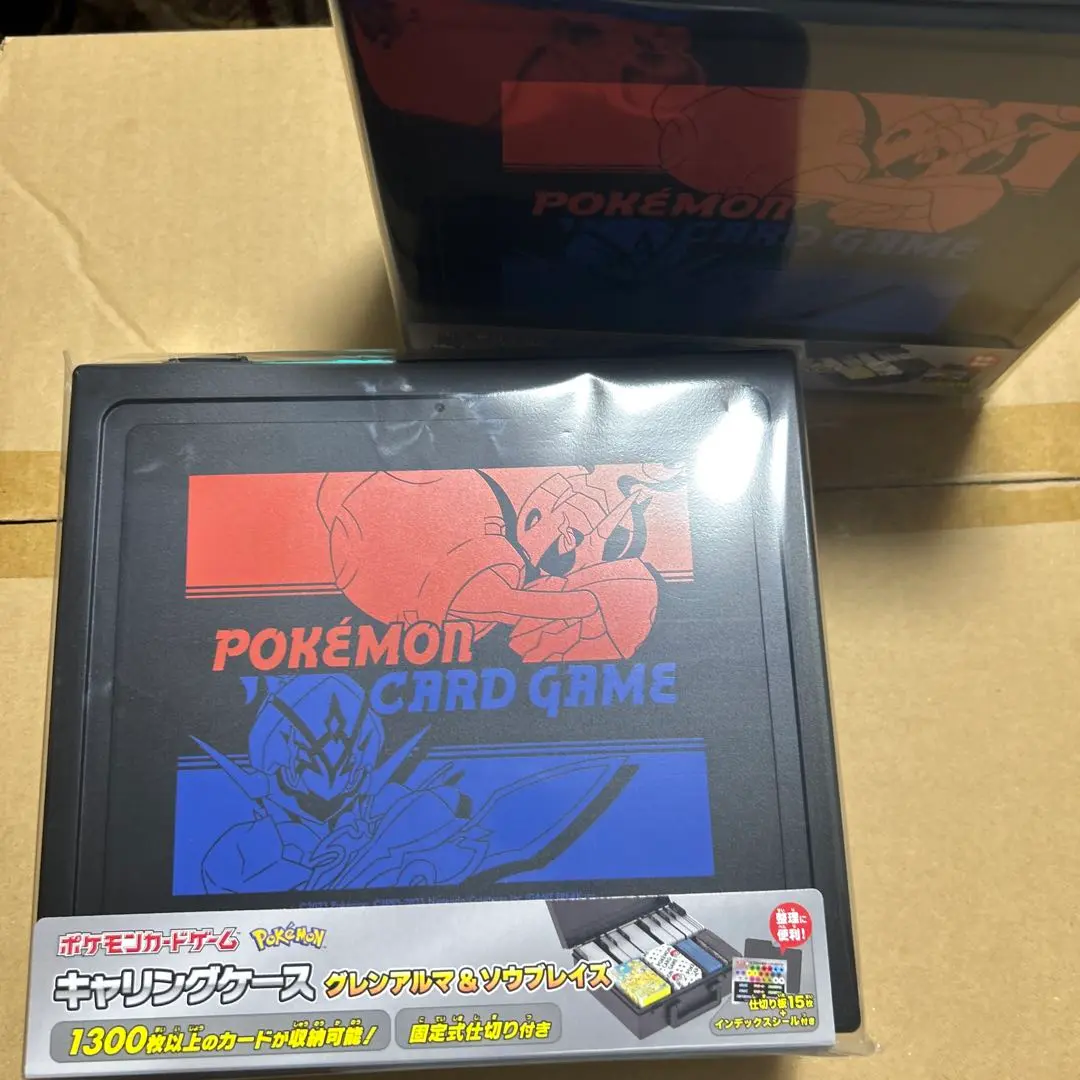 POKÉMON
CARD GAME
POKÉMON
CARD GAME
ポケモンカードゲーム POKÉMON
キャリングケース グレンアルマ&ソウブレイズ
1300枚以上のカードが収納可能! 固定式仕切り付き
整理に
便利!
仕切り板15枚
+
インデックスシール付き